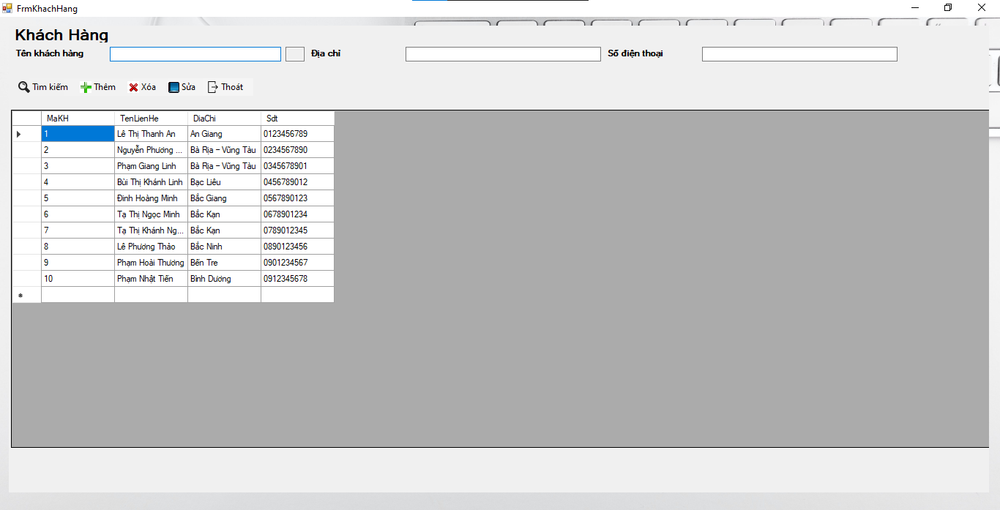 FrmKhachHang
Khách Hàng
Tên khách hàng Địa chỉ Số điện thoại
Tìm kiếm Thêm Xóa Sửa Thoát
MaKH TenLienHe DiaChi Sdt
1 Lê Thị Thanh An An Giang 0123456789
2 Nguyễn Phương ... Bà Rịa – Vũng Tàu 0234567890
3 Phạm Giang Linh Bà Rịa – Vũng Tàu 0345678901
4 Bùi Thị Khánh Linh Bạc Liêu 0456789012
5 Đinh Hoàng Minh Bắc Giang 0567890123
6 Tạ Thị Ngọc Minh Bắc Kạn 0678901234
7 Tạ Thị Khánh Ng... Bắc Kạn 0789012345
8 Lê Phương Thảo Bắc Ninh 0890123456
9 Phạm Hoài Thương Bến Tre 0901234567
10 Phạm Nhật Tiến Bình Dương 0912345678